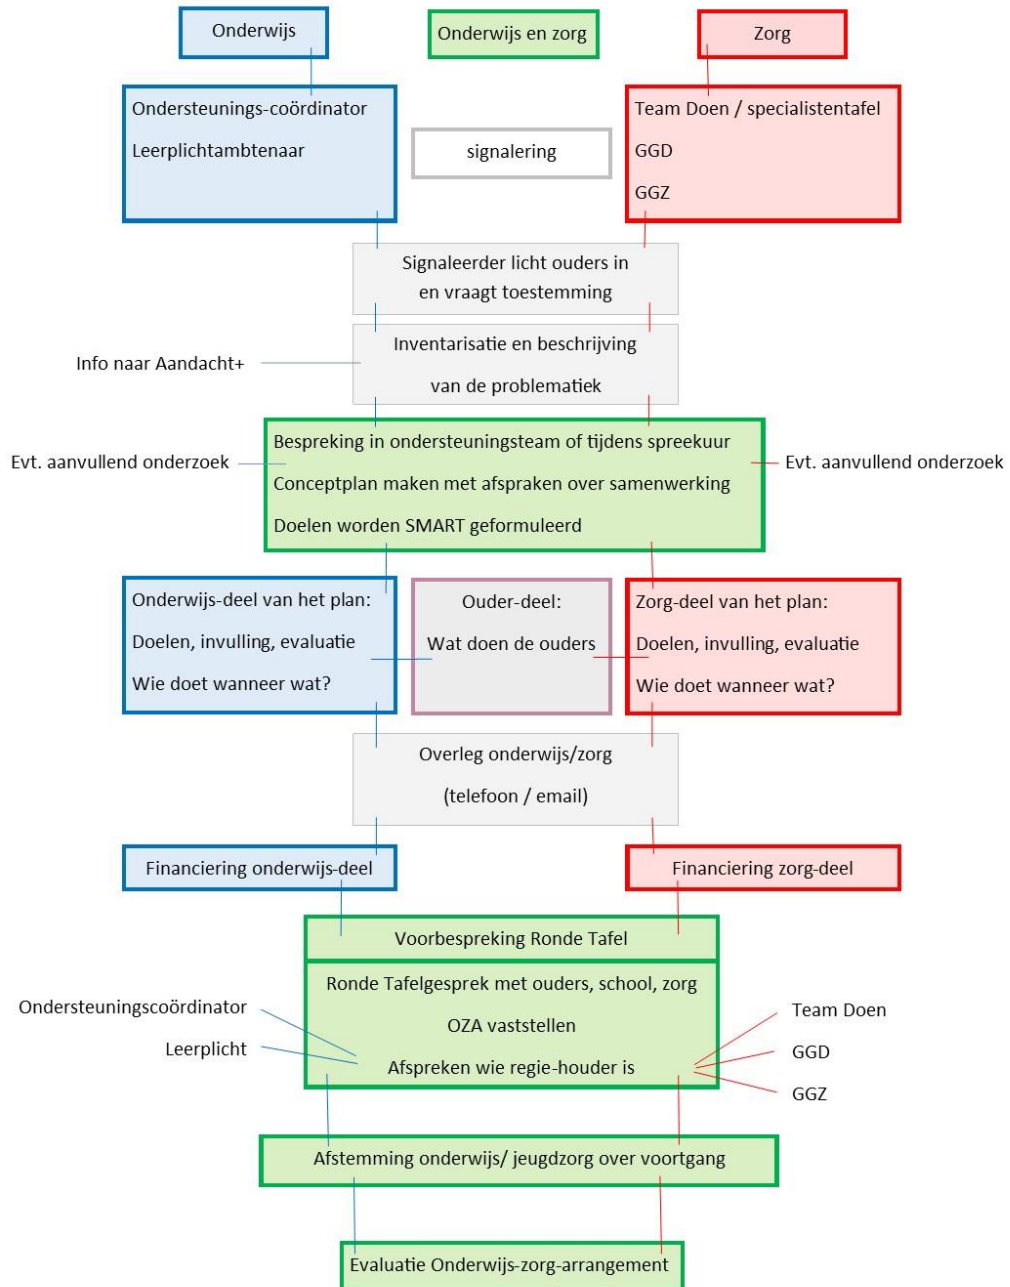 Onderwijs
Onderwijs en zorg
Zorg
Ondersteunings-coördinator
Leerplichtambtenaar
signalering
Team Doen / specialistentafel
GGD
GGZ
Signaleerder licht ouders in
en vraagt toestemming
Info naar Aandacht+
Inventarisatie en beschrijving
van de problematiek
Evt. aanvullend onderzoek
Bespreking in ondersteuningsteam of tijdens spreekuur
Conceptplan maken met afspraken over samenwerking
Doelen worden SMART geformuleerd
Evt. aanvullend onderzoek
Onderwijs-deel van het plan:
Doelen, invulling, evaluatie
Wie doet wanneer wat?
Ouder-deel:
Wat doen de ouders
Zorg-deel van het plan:
Doelen, invulling, evaluatie
Wie doet wanneer wat?
Overleg onderwijs/zorg
(telefoon / email)
Financiering onderwijs-deel
Financiering zorg-deel
Voorbespreking Ronde Tafel
Ondersteuningscoördinator
Leerplicht
Ronde Tafelgesprek met ouders, school, zorg
OZA vaststellen
Afspreken wie regie-houder is
Team Doen
GGD
GGZ
Afstemming onderwijs/ jeugdzorg over voortgang
Evaluatie Onderwijs-zorg-arrangement